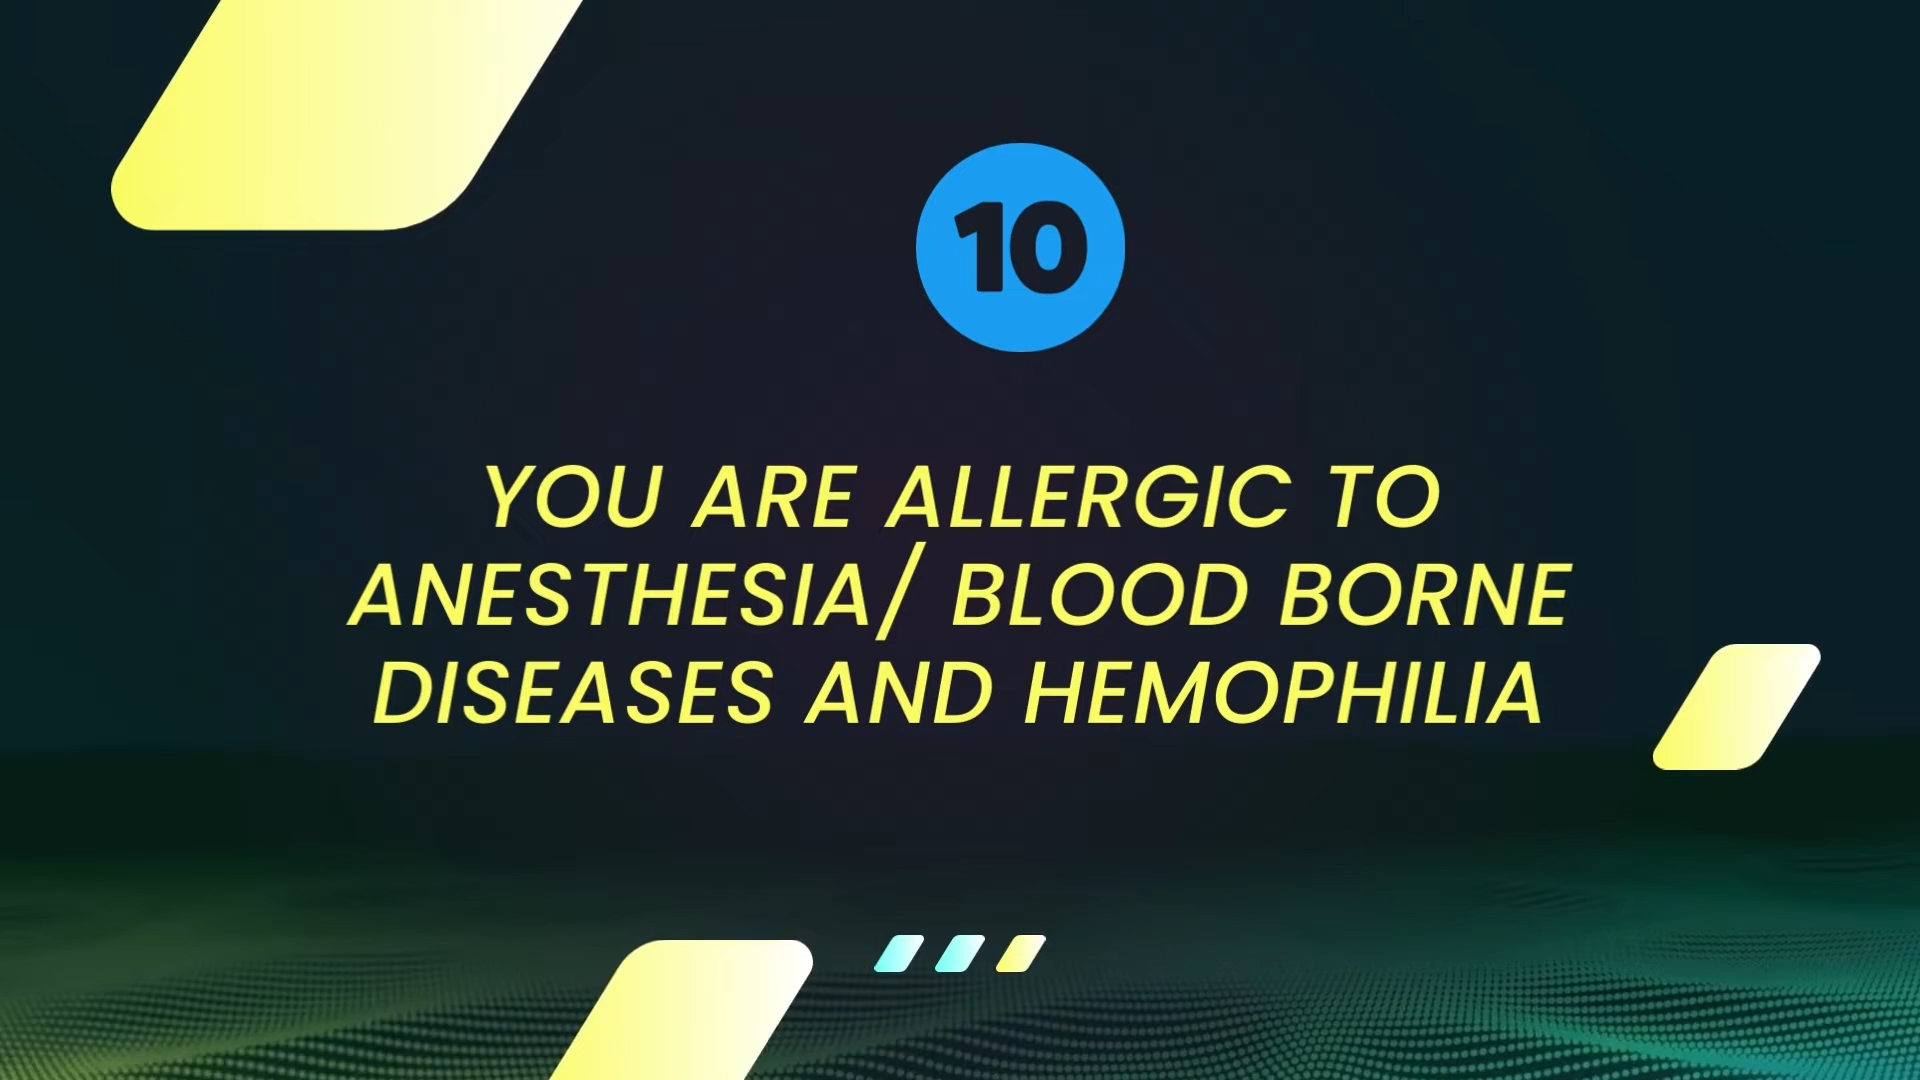 10
YOU ARE ALLERGIC TO
ANESTHESIA/ BLOOD BORNE
DISEASES AND HEMOPHILIA